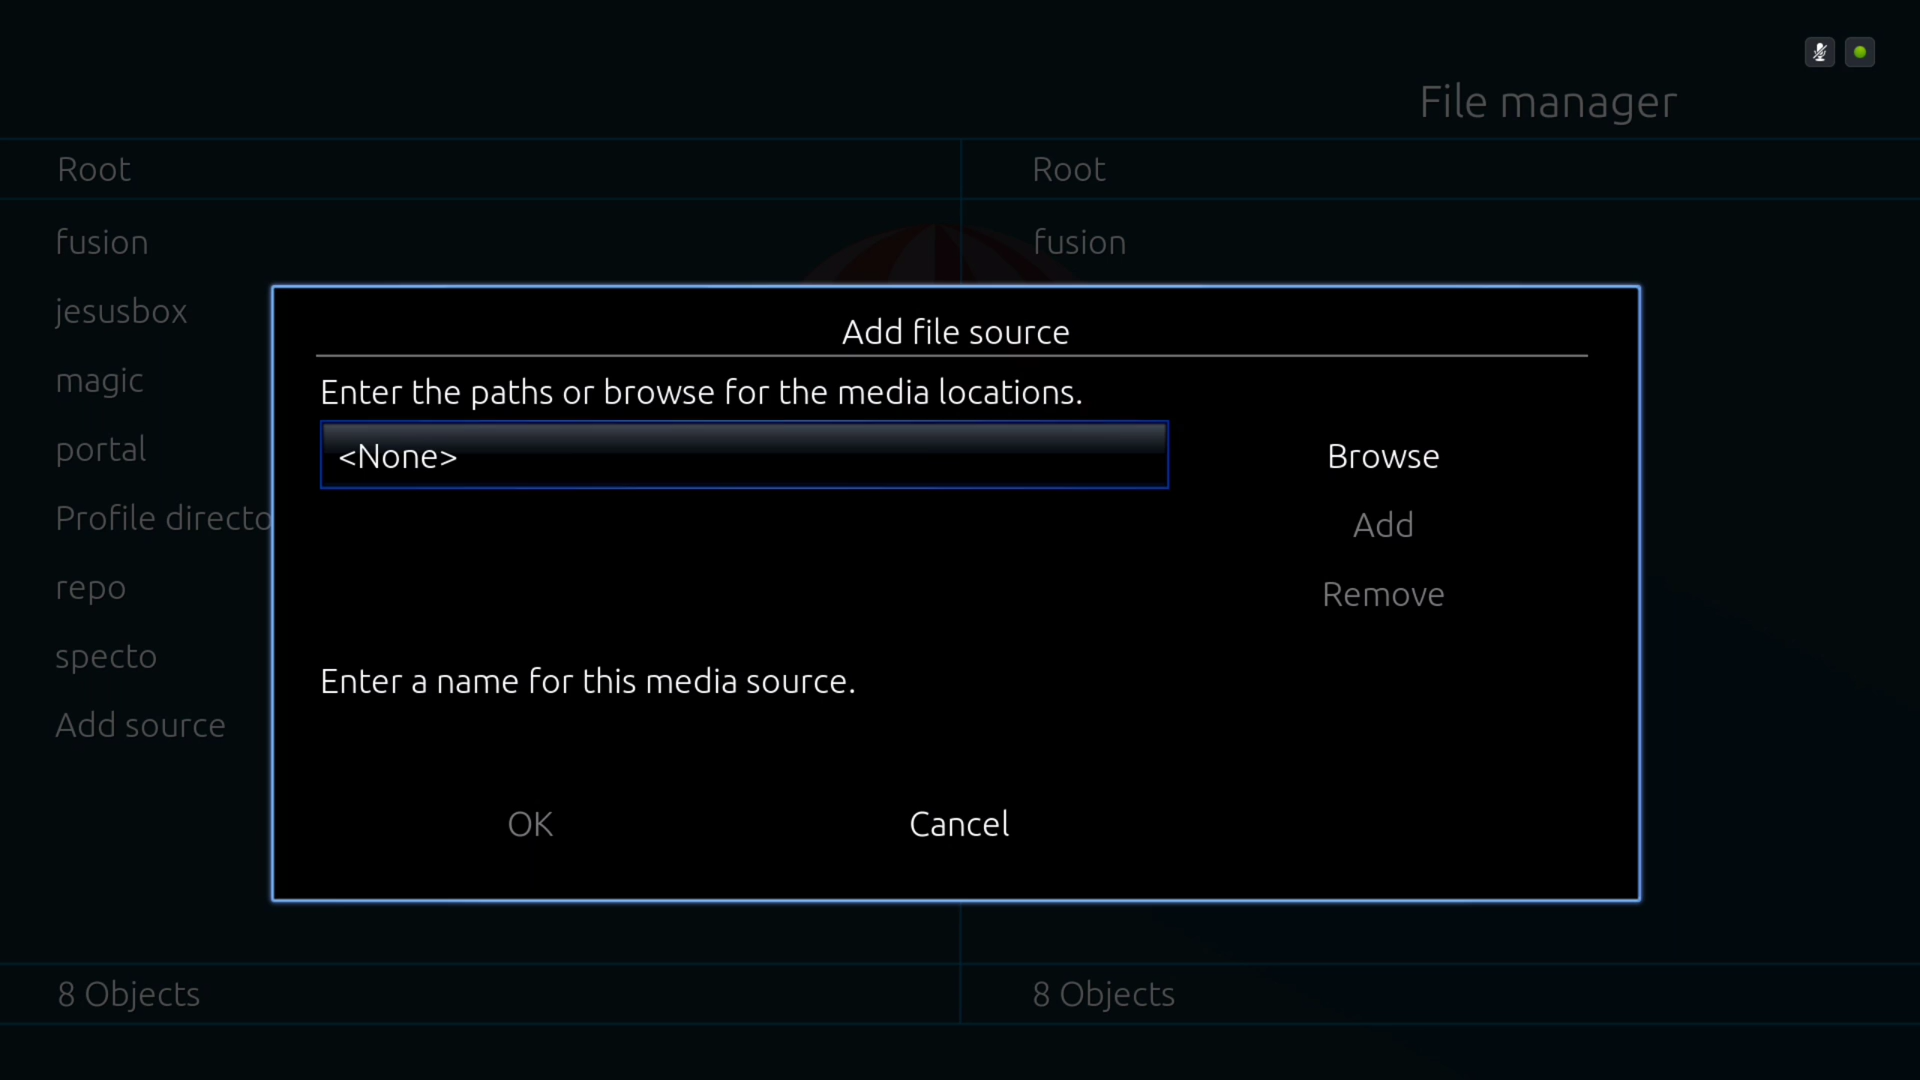 File manager
Root
Root
fusion
fusion
jesusbox
magic
portal
Profile directo
repo
specto
Add source
Add file source
Enter the paths or browse for the media locations.
<None>
Browse
Add
Remove
Enter a name for this media source.
OK
Cancel
8 Objects
8 Objects